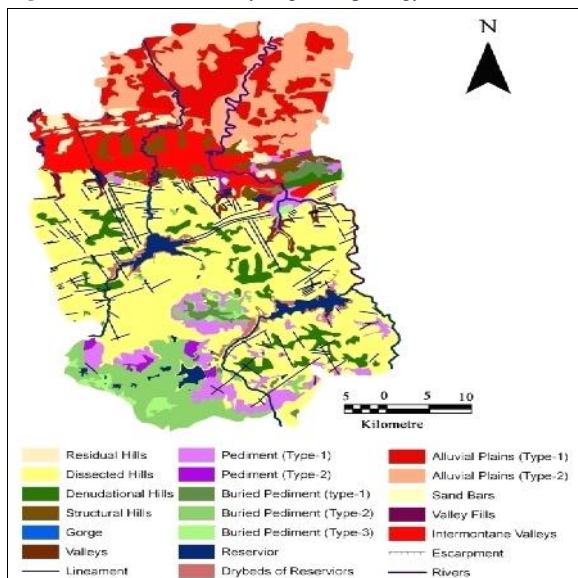 N
5 0 5 10
Kilometre
Residual Hills
Dissected Hills
Denudational Hills
Structural Hills
Gorge
Valleys
Lineament
Pediment (Type-1)
Pediment (Type-2)
Buried Pediment (type-1)
Buried Pediment (Type-2)
Buried Pediment (Type-3)
Reservior
Drybeds of Reserviors
Alluvial Plains (Type-1)
Alluvial Plains (Type-2)
Sand Bars
Valley Fills
Intermontane Valleys
Escarpment
Rivers